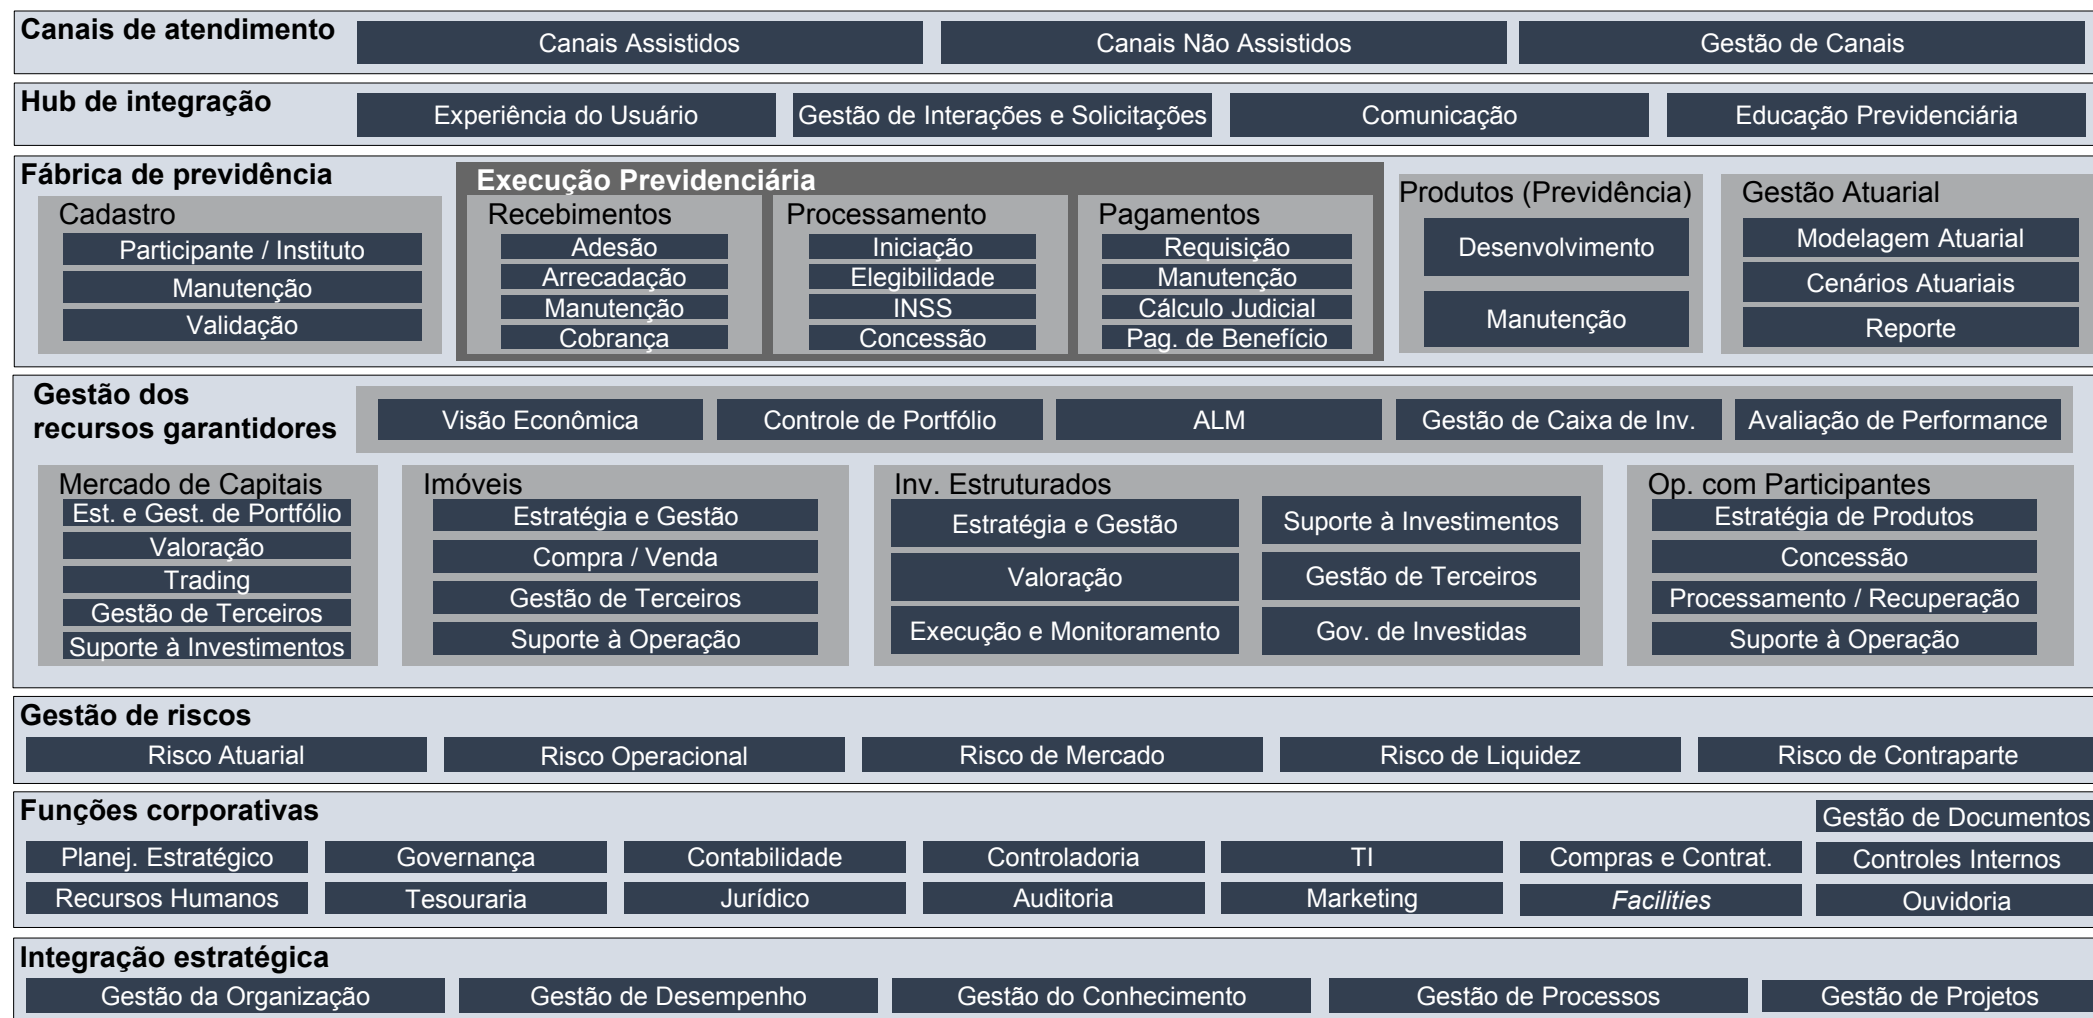 Canais de atendimento
Canais Assistidos
Canais Não Assistidos
Gestão de Canais
Hub de integração
Experiência do Usuário
Gestão de Interações e Solicitações
Comunicação
Educação Previdenciária
Fábrica de previdência
Cadastro
Participante / Instituto
Manutenção
Validação
Execução Previdenciária
Recebimentos
Adesão
Arrecadação
Manutenção
Cobrança
Processamento
Iniciação
Elegibilidade
INSS
Concessão
Pagamentos
Requisição
Manutenção
Cálculo Judicial
Pag. de Benefício
Produtos (Previdência)
Desenvolvimento
Manutenção
Gestão Atuarial
Modelagem Atuarial
Cenários Atuariais
Reporte
Gestão dos
recursos garantidores
Visão Econômica
Controle de Portfólio
ALM
Gestão de Caixa de Inv.
Avaliação de Performance
Mercado de Capitais
Est. e Gest. de Portfólio
Valoração
Trading
Gestão de Terceiros
Suporte à Investimentos
Imóveis
Estratégia e Gestão
Compra / Venda
Gestão de Terceiros
Suporte à Operação
Inv. Estruturados
Estratégia e Gestão
Valoração
Execução e Monitoramento
Suporte à Investimentos
Gestão de Terceiros
Gov. de Investidas
Op. com Participantes
Estratégia de Produtos
Concessão
Processamento / Recuperação
Suporte à Operação
Gestão de riscos
Risco Atuarial
Risco Operacional
Risco de Mercado
Risco de Liquidez
Risco de Contraparte
Funções corporativas
Gestão de Documentos
Planej. Estratégico
Governança
Contabilidade
Controladoria
TI
Compras e Contrat.
Controles Internos
Recursos Humanos
Tesouraria
Jurídico
Auditoria
Marketing
Facilities
Ouvidoria
Integração estratégica
Gestão da Organização
Gestão de Desempenho
Gestão do Conhecimento
Gestão de Processos
Gestão de Projetos